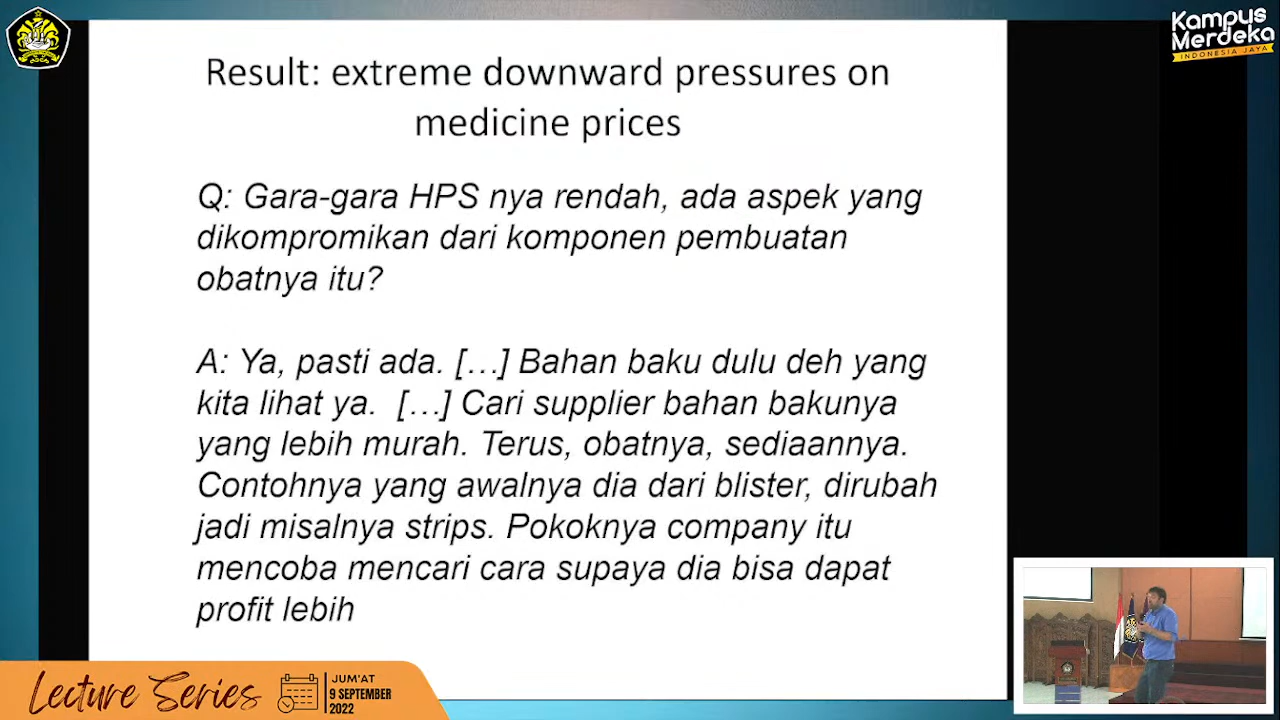 Kampus
Merdeka
INDONESIA JAYA
Result: extreme downward pressures on
medicine prices
Q: Gara-gara HPS nya rendah, ada aspek yang
dikompromikan dari komponen pembuatan
obatnya itu?
A: Ya, pasti ada. […] Bahan baku dulu deh yang
kita lihat ya.  […] Cari supplier bahan bakunya
yang lebih murah. Terus, obatnya, sediaannya.
Contohnya yang awalnya dia dari blister, dirubah
jadi misalnya strips. Pokoknya company itu
mencoba mencari cara supaya dia bisa dapat
profit lebih
Lecture Series
JUM'AT
9 SEPTEMBER
2022